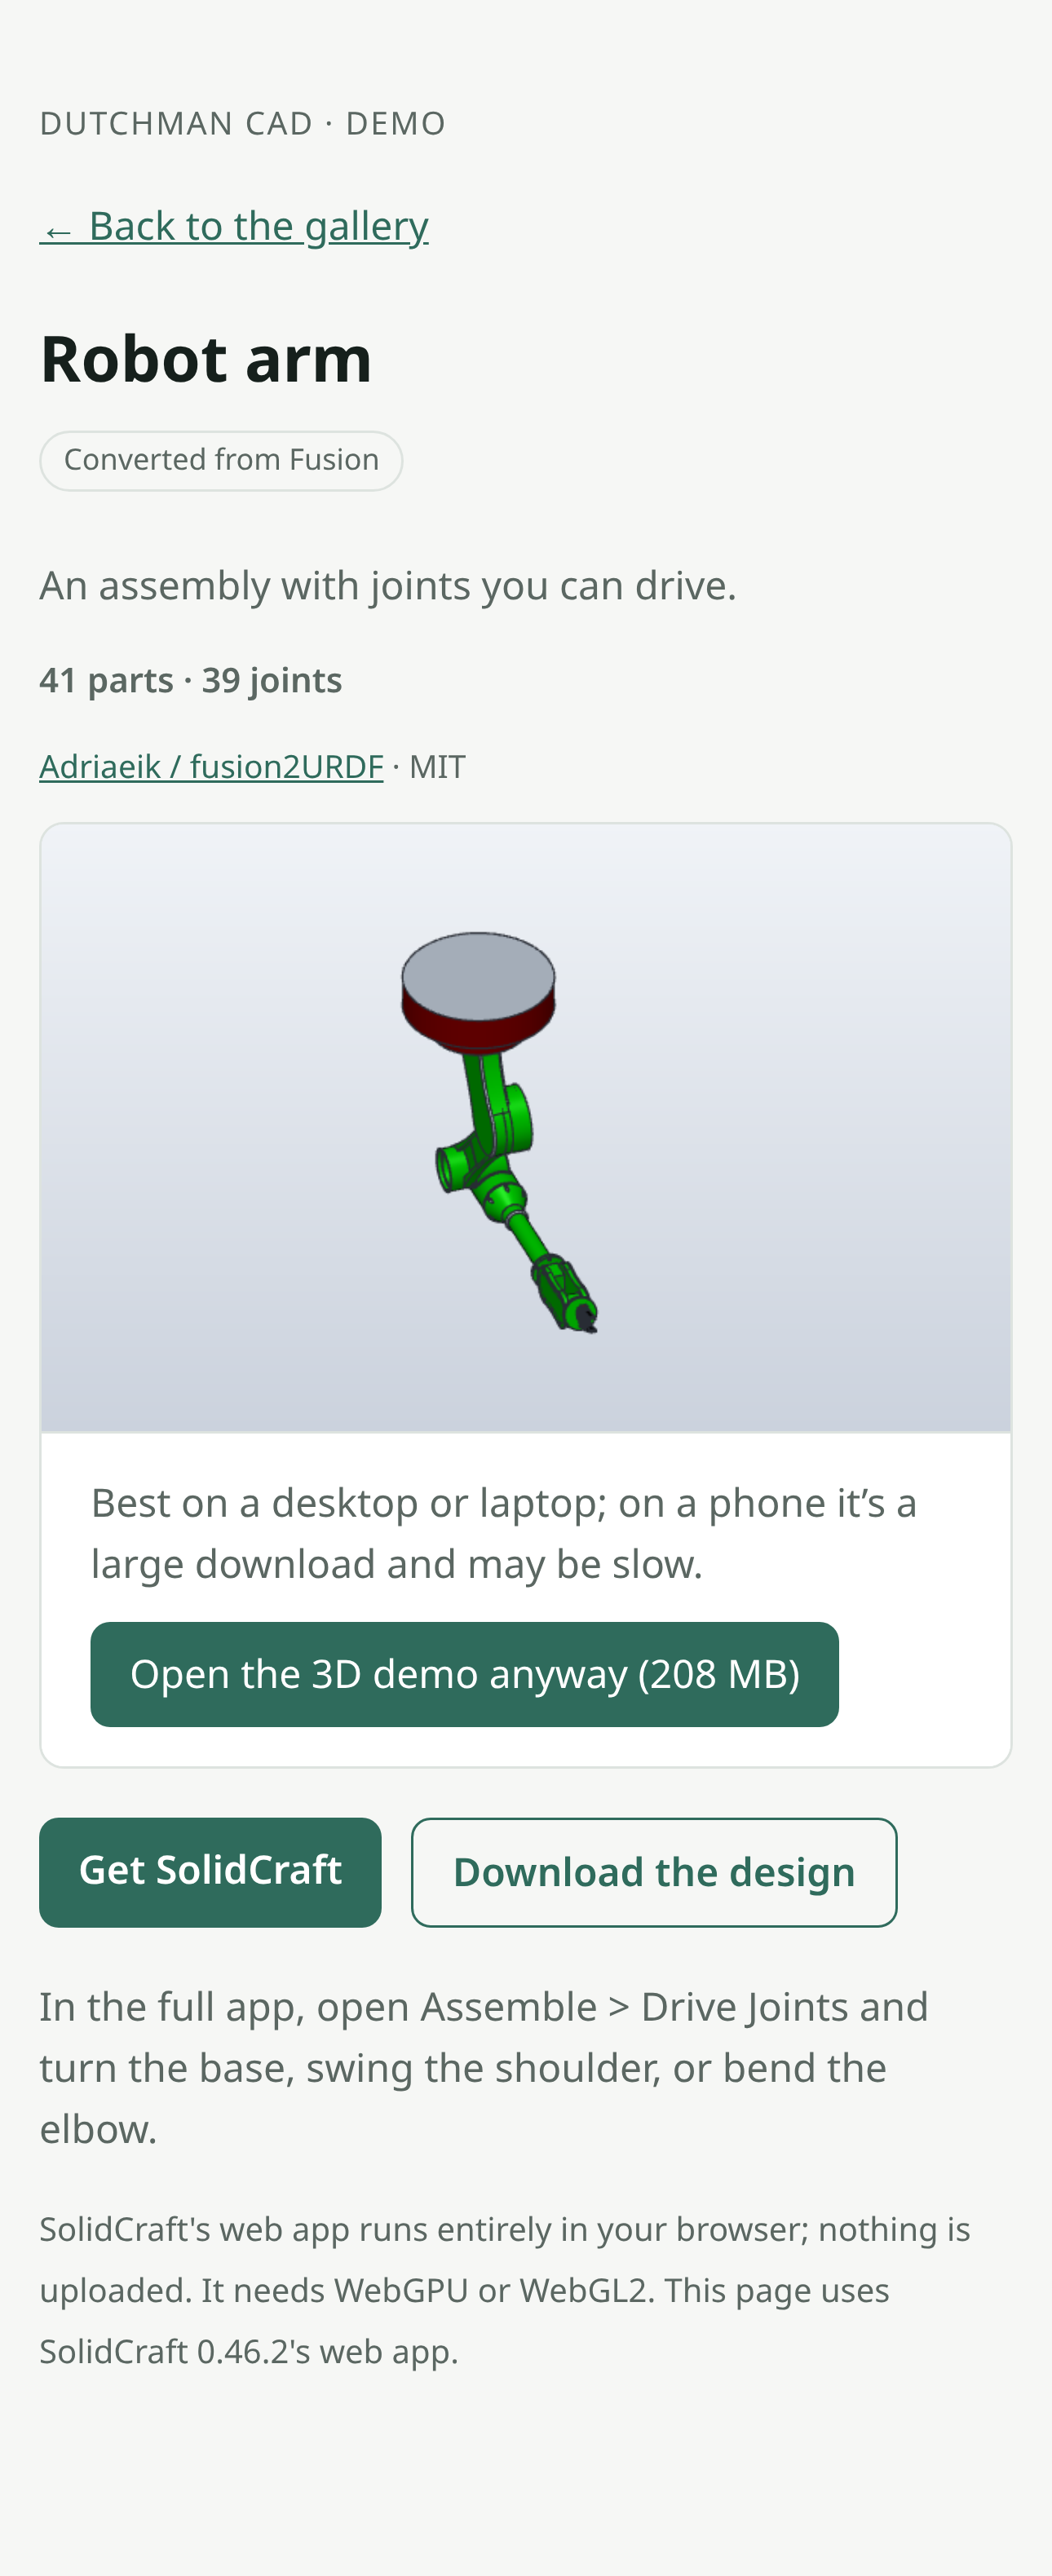 DUTCHMAN CAD · DEMO
← Back to the gallery
Robot arm
Converted from Fusion
An assembly with joints you can drive.
41 parts · 39 joints
Adriaeik / fusion2URDF · MIT
Best on a desktop or laptop; on a phone it’s a
large download and may be slow.
Open the 3D demo anyway (208 MB)
Get SolidCraft
Download the design
In the full app, open Assemble > Drive Joints and
turn the base, swing the shoulder, or bend the
elbow.
SolidCraft's web app runs entirely in your browser; nothing is
uploaded. It needs WebGPU or WebGL2. This page uses
SolidCraft 0.46.2's web app.